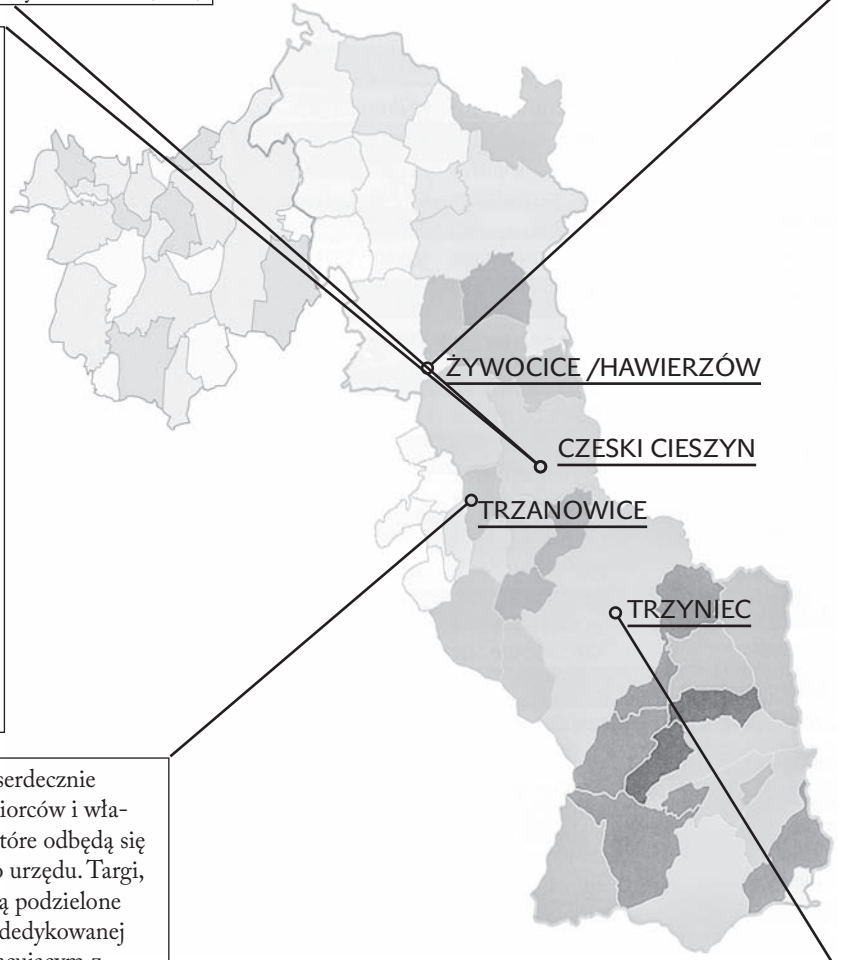 ŻYWOCICE /HAWIERZÓW
CZESKI CIESZYN
TRZANOWICE
TRZYNIEC
serdecznie
iorców i wła-
tóre odbędą się
urzędu. Targi,
ą podzielone
dedykowanej